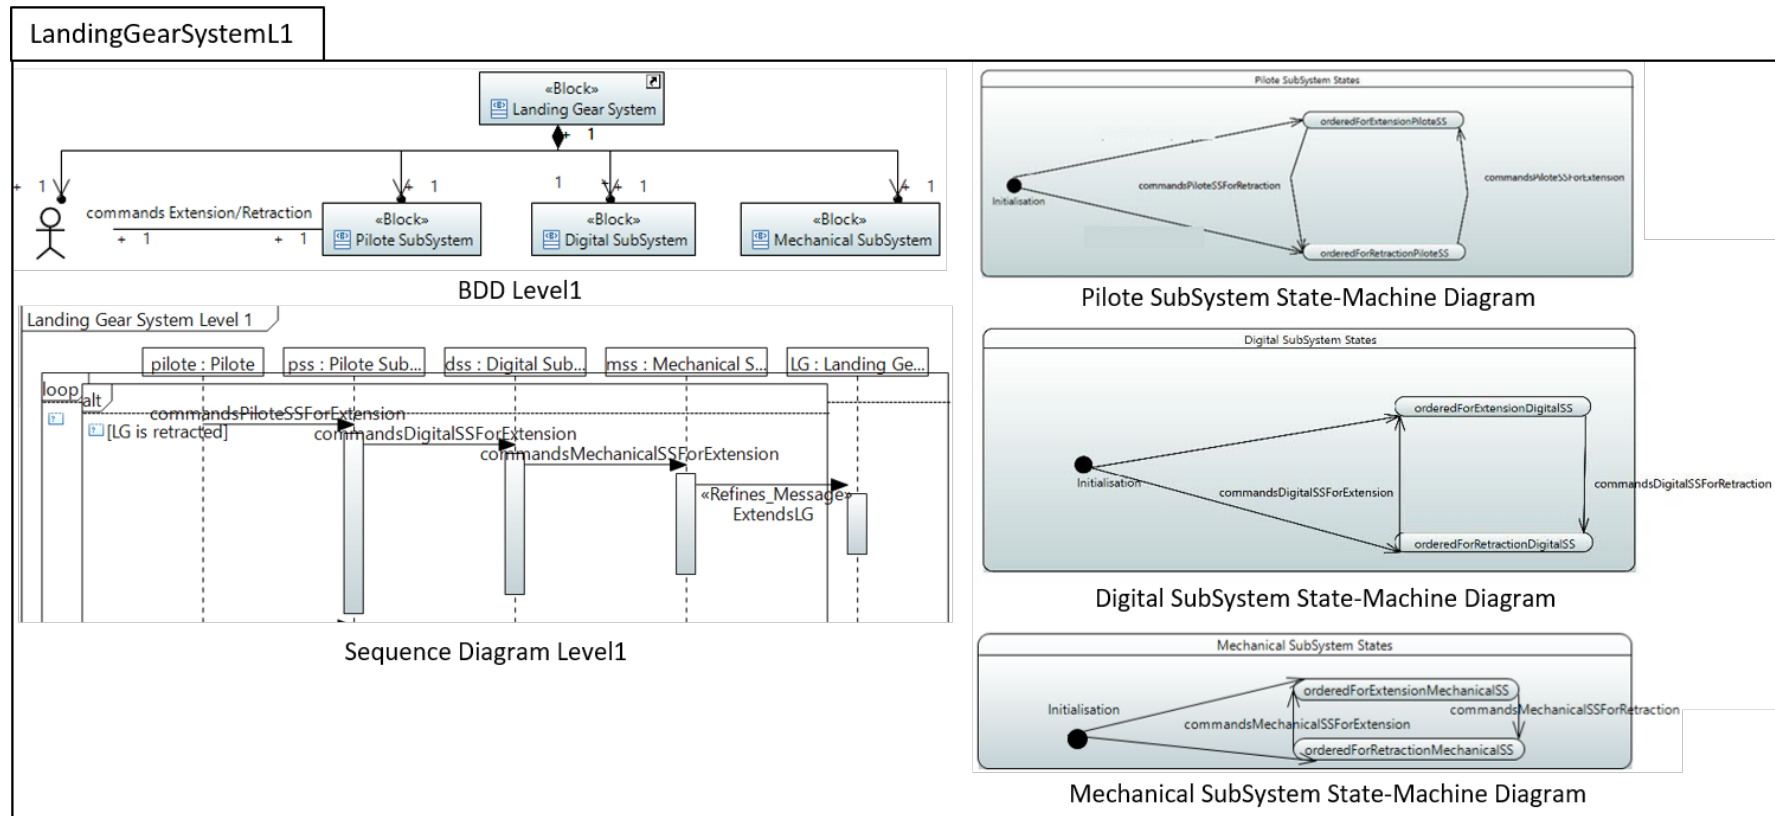 LandingGearSystemL1
«Block»
Landing Gear System
+ 1
+ 1
+ 1
1
+ 1
+ 1
commands Extension/Retraction
+ 1
+ 1
«Block»
Pilote SubSystem
«Block»
Digital SubSystem
«Block»
Mechanical SubSystem
BDD Level1
Landing Gear System Level 1
pilote : Pilote
pss : Pilote Sub...
dss : Digital Sub...
mss : Mechanical S...
LG : Landing Ge...
loop
alt
commandsPiloteSSForExtension
[LG is retracted]
commandsDigitalSSForExtension
commandsMechanicalSSForExtension
«Refines_Message»
ExtendsLG
Sequence Diagram Level1
Pilote SubSystem States
orderedForExtensionPiloteSS
commandsPiloteSSForRetraction
commandsPiloteSSForExtension
Initialisation
orderedForRetractionPiloteSS
Pilote SubSystem State-Machine Diagram
Digital SubSystem States
orderedForExtensionDigitalSS
Initialisation
commandsDigitalSSForExtension
commandsDigitalSSForRetraction
orderedForRetractionDigitalSS
Digital SubSystem State-Machine Diagram
Mechanical SubSystem States
orderedForExtensionMechanicalSS
Initialisation
commandsMechanicalSSForRetraction
commandsMechanicalSSForExtension
orderedForRetractionMechanicalSS
Mechanical SubSystem State-Machine Diagram